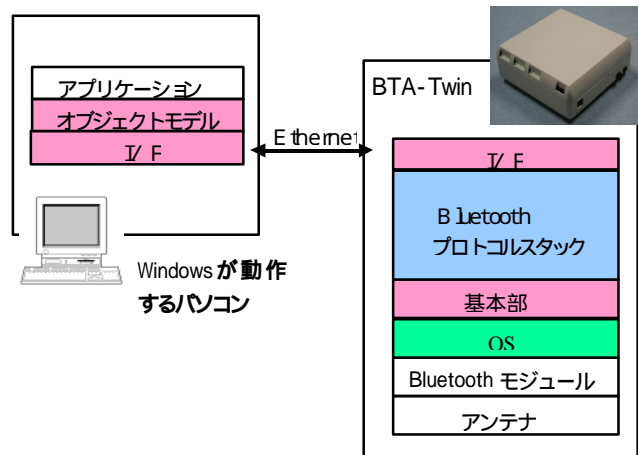 アプリケーション
オブジェクトモデル
I/F
Windowsが動作
するパソコン
Ethernet
BTA-Twin
I/F
Bluetooth
プロトコルスタック
基本部
OS
Bluetooth モジュール
アンテナ